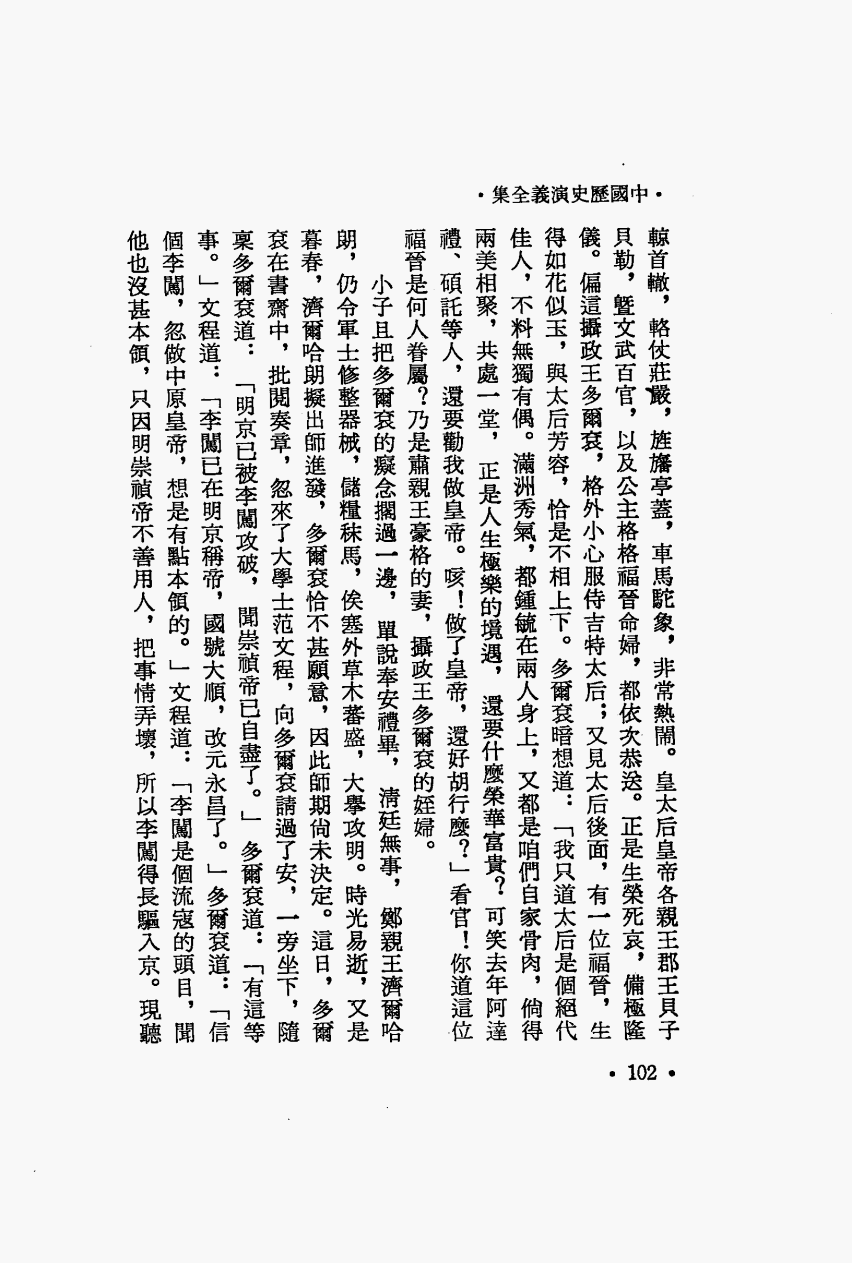 •中國歷史演義全集•
轅首轍，輅仗莊嚴，旌旛亭蓋，車馬駝象，非常熱鬧。皇太后皇帝各親王郡王貝子
貝勒，暨文武百官，以及公主格格福晉命婦，都依次恭送。正是生榮死哀，備極隆
儀。偏這攝政王多爾袞，格外小心服侍吉特太后；又見太后後面，有一位福晉，生
得如花似玉，與太后芳容，恰是不相上下。多爾袞暗想道：「我只道太后是個絕代
佳人，不料無獨有偶。滿洲秀氣，都鍾毓在兩人身上，又都是咱們自家骨肉，倘得
兩美相聚，共處一堂，正是人生極樂的境遇，還要什麼榮華富貴？可笑去年阿達
禮、碩託等人，還要勸我做皇帝。咳！做了皇帝，還好胡行麼？」看官！你道這位
福晉是何人眷屬？乃是肅親王豪格的妻，攝政王多爾袞的姪婦。
小子且把多爾袞的癡念擱過一邊，單說奉安禮畢，清廷無事，鄭親王濟爾哈
朗，仍令軍士修整器械，儲糧秣馬，俟塞外草木蕃盛，大舉攻明。時光易逝，又是
暮春，濟爾哈朗擬出師進發，多爾袞恰不甚願意，因此師期尚未決定。這日，多爾
袞在書齋中，批閱奏章，忽來了大學士范文程，向多爾袞請過了安，一旁坐下，隨
稟多爾袞道：「明京已被李闖攻破，聞崇禎帝已自盡了。」多爾袞道：「有這等
事。」文程道：「李闖已在明京稱帝，國號大順，改元永昌了。」多爾袞道：「信
個李闖，忽做中原皇帝，想是有點本領的。」文程道：「李闖是個流寇的頭目，聞
他也沒甚本領，只因明崇禎帝不善用人，把事情弄壞，所以李闖得長驅入京。現聽
• 102 •